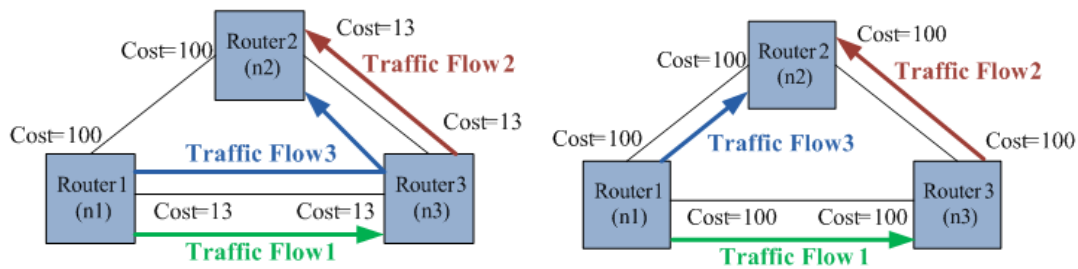 Cost=13
Router2
(n2)
Cost=100
Traffic Flow2
Cost=13
Cost=100
Traffic Flow3
Router1
(n1)
Router3
(n3)
Cost=13
Cost=13
Traffic Flow1
Cost=100
Router2
(n2)
Cost=100
Traffic Flow2
Cost=100
Traffic Flow3
Cost=100
Router1
(n1)
Router3
(n3)
Cost=100
Cost=100
Traffic Flow1